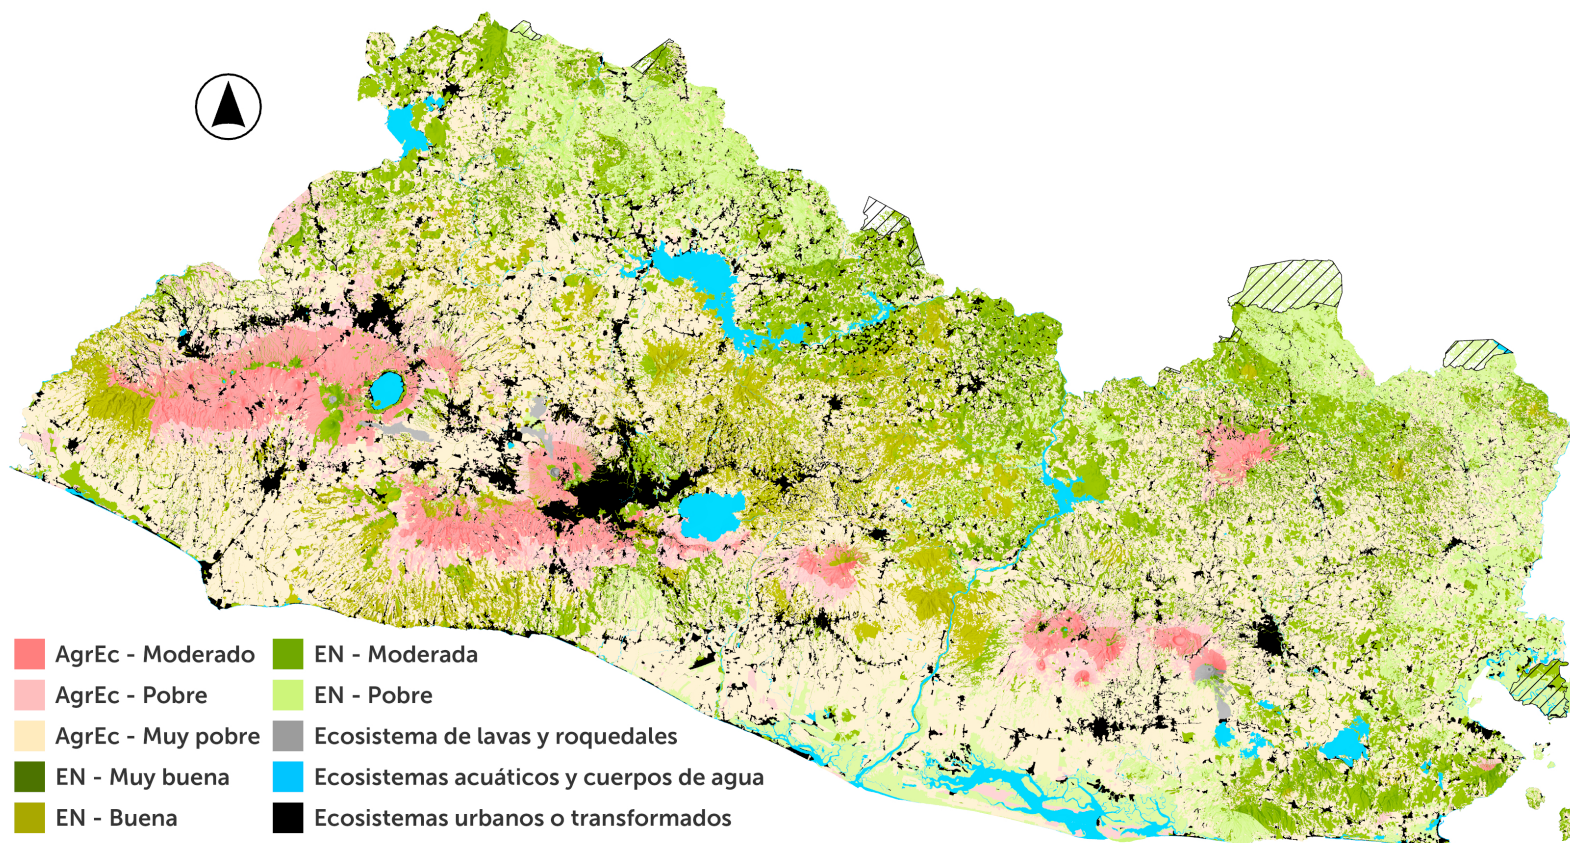 AgrEc - Moderado
AgrEc - Pobre
AgrEc - Muy pobre
EN - Muy buena
EN - Buena
EN - Moderada
EN - Pobre
Ecosistema de lavas y roquedales
Ecosistemas acuáticos y cuerpos de agua
Ecosistemas urbanos o transformados